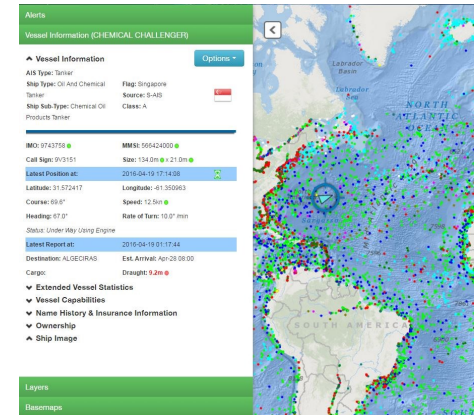 Alerts
Vessel Information (CHEMICAL CHALLENGER)
Vessel Information
Options
AIS Type: Tanker
Ship Type: Oil And Chemical Tanker
Flag: Singapore
Source: S-AIS
Ship Sub-Type: Chemical Oil Products Tanker
Class: A
IMO: 9743758
MMSI: 566424000
Call Sign: 9V3151
Size: 134.0m x 21.0m
Latest Position at: 2016-04-19 17:14:08
Latitude: 31.572417
Longitude: -61.350963
Course: 69.6°
Speed: 12.5kn
Heading: 67.0°
Rate of Turn: 10.0° /min
Status: Under Way Using Engine
Latest Report at: 2016-04-19 01:17:44
Destination: ALGECIRAS
Est. Arrival: Apr-28 08:00
Cargo:
Draught: 9.2m
Extended Vessel Statistics
Vessel Capabilities
Name History & Insurance Information
Ownership
Ship Image
Layers
Basemaps
Labrador Basin
Labrador Sea
NORTH ATLANTIC OCEAN
SOUTH AMERICA